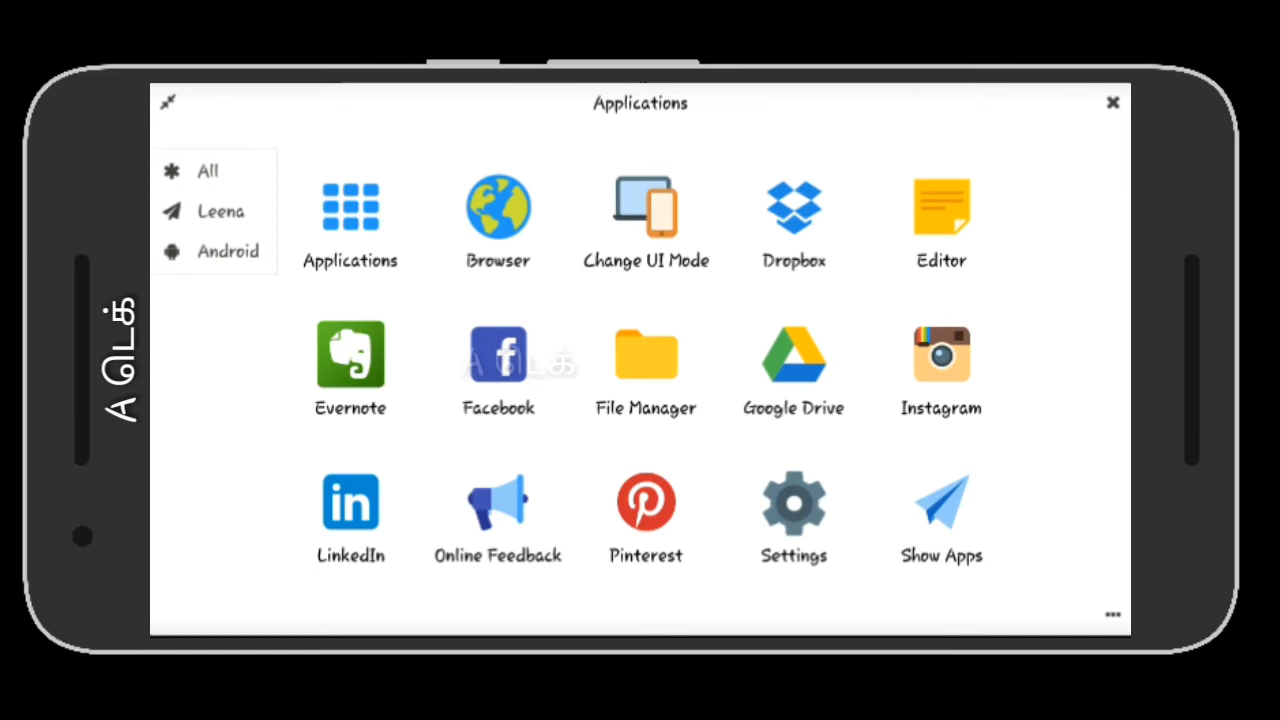 Applications
All
Leena
Android
Applications
Browser
Change UI Mode
Dropbox
Editor
Evernote
Facebook
File Manager
Google Drive
Instagram
LinkedIn
Online Feedback
Pinterest
Settings
Show Apps
A டெக்
A டெக்